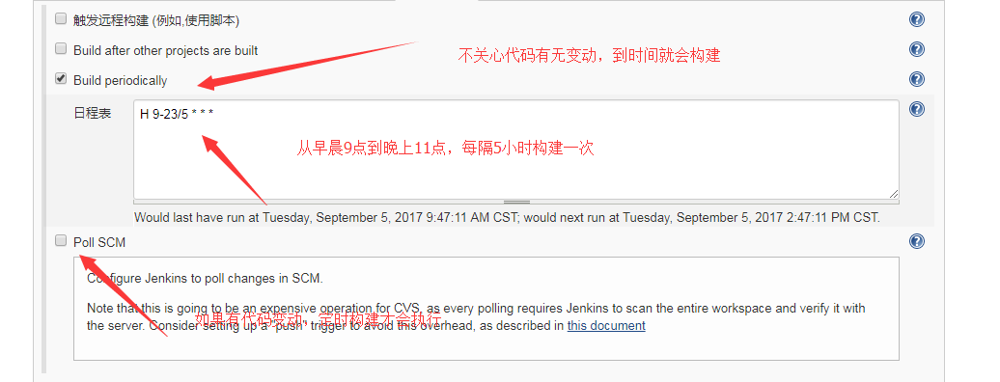 触发远程构建 (例如,使用脚本)
Build after other projects are built
不关心代码有无变动，到时间就会构建
Build periodically
日程表
H 9-23/5 * * *
从早晨9点到晚上11点，每隔5小时构建一次
Would last have run at Tuesday, September 5, 2017 9:47:11 AM CST; would next run at Tuesday, September 5, 2017 2:47:11 PM CST.
Poll SCM
Configure Jenkins to poll changes in SCM.
Note that this is going to be an expensive operation for CVS, as every polling requires Jenkins to scan the entire workspace and verify it with
如果有代码变动，定时构建才会执行
the server. Consider setting up a "push" trigger to avoid this overhead, as described in this document